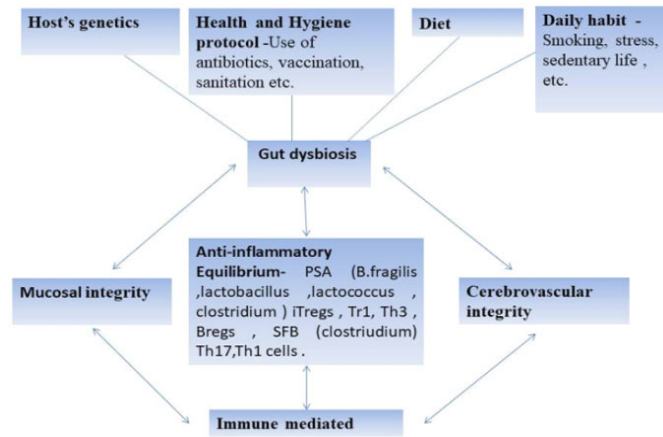 Host's genetics
Health and Hygiene
protocol -Use of
antibiotics, vaccination,
sanitation etc.
Diet
Daily habit -
Smoking, stress,
sedentary life ,
etc.
Gut dysbiosis
Mucosal integrity
Anti-inflammatory
Equilibrium- PSA (B.fragilis
,lactobacillus ,lactococcus ,
clostridium ) iTregs , Tr1, Th3 ,
Bregs , SFB (clostriudium)
Th17,Th1 cells .
Cerebrovascular
integrity
Immune mediated